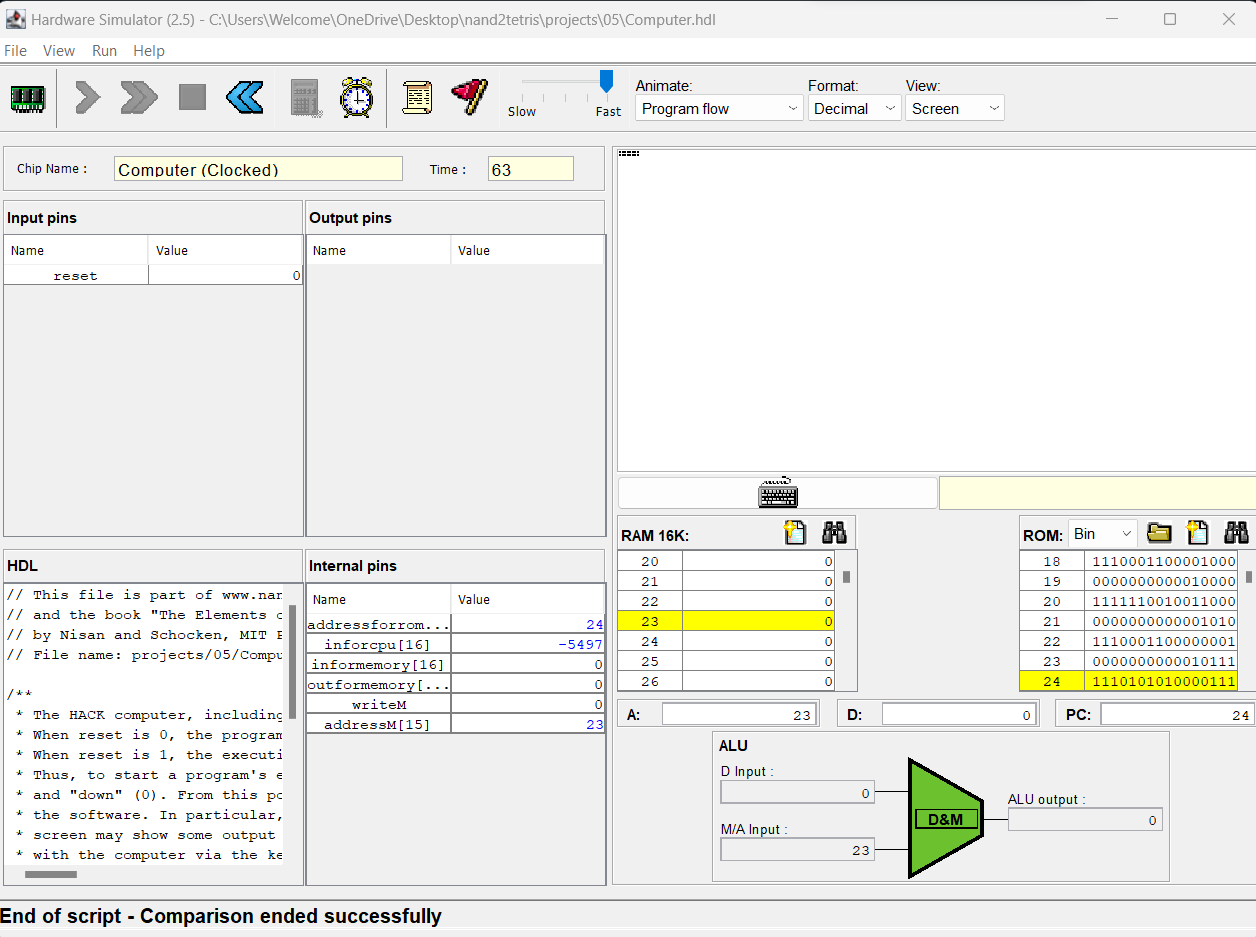 Hardware Simulator (2.5) - C:\Users\Welcome\OneDrive\Desktop\nand2tetris\projects\05\Computer.hdl
File View Run Help
Slow Fast
Animate: Format: View:
Program flow Decimal Screen
Chip Name : Computer (Clocked) Time : 63
Input pins
Name Value
reset 0
Output pins
Name Value
HDL
// This file is part of www.nan
// and the book "The Elements o
// by Nisan and Schocken, MIT P
// File name: projects/05/Compu
/**
* The HACK computer, including
* When reset is 0, the program
* When reset is 1, the executi
* Thus, to start a program's e
* and "down" (0). From this po
* the software. In particular,
* screen may show some output
* with the computer via the ke
Internal pins
Name Value
addressforrom... 24
inforcpu[16] -5497
informemory[16] 0
outformemory[... 0
writeM 0
addressM[15] 23
RAM 16K:
20 0
21 0
22 0
23 0
24 0
25 0
26 0
ROM: Bin
18 1110001100001000
19 0000000000010000
20 1111110010011000
21 0000000000001010
22 1110001100000001
23 0000000000010111
24 1110101010000111
A: 23 D: 0 PC: 24
ALU
D Input :
0
M/A Input :
23
D&M
ALU output :
0
End of script - Comparison ended successfully